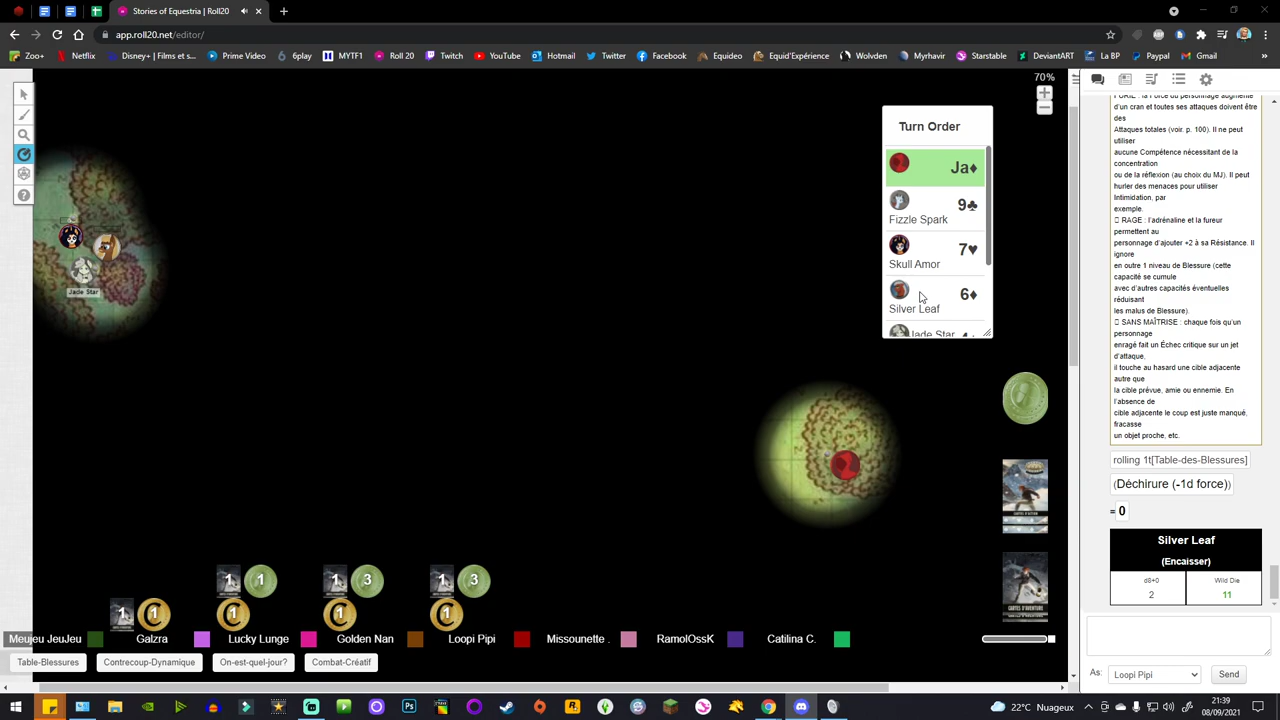 Stories of Equestria | Roll20
app.roll20.net/editor/
Zoo+ Netflix Disney+ | Films et s... Prime Video 6play MYTF1 Roll 20 Twitch YouTube Hotmail Twitter Facebook Equideo Equid'Expérience Wolvden Myrhavir Starstable DeviantART La BP Paypal Gmail
70%
Turn Order
Ja♦
9♣
Fizzle Spark
7♥
Skull Amor
6♦
Silver Leaf
Jade Star
Jade Star
FURIE : la Force du personnage augmente
d'un cran et toutes ses attaques doivent être
des
Attaques totales (voir. p. 100). Il ne peut
utiliser
aucune Compétence nécessitant de la
concentration
ou de la réflexion (au choix du MJ). Il peut
hurler des menaces pour utiliser
Intimidation, par
exemple.
RAGE : l'adrénaline et la fureur
permettent au
personnage d'ajouter +2 à sa Résistance. Il
ignore
en outre 1 niveau de Blessure (cette
capacité se cumule
avec d'autres capacités éventuelles
réduisant
les malus de Blessure).
SANS MAÎTRISE : chaque fois qu'un
personnage
enragé fait un Échec critique sur un jet
d'attaque,
il touche au hasard une cible adjacente
autre que
la cible prévue, amie ou ennemie. En
l'absence de
cible adjacente le coup est juste manqué,
fracasse
un objet proche, etc.
rolling 1t[Table-des-Blessures]
(Déchirure (-1d force))
= 0
Silver Leaf
(Encaisser)
d8+0 Wild Die
2 11
1 1 1 3 1 3
1 1 1 1 1
Meujeu JeuJeu Galzra Lucky Lunge Golden Nan Loopi Pipi Missounette . RamolOssK Catilina C.
Table-Blessures Contrecoup-Dynamique On-est-quel-jour? Combat-Créatif
As: Loopi Pipi Send
22°C Nuageux
21:39
08/09/2021